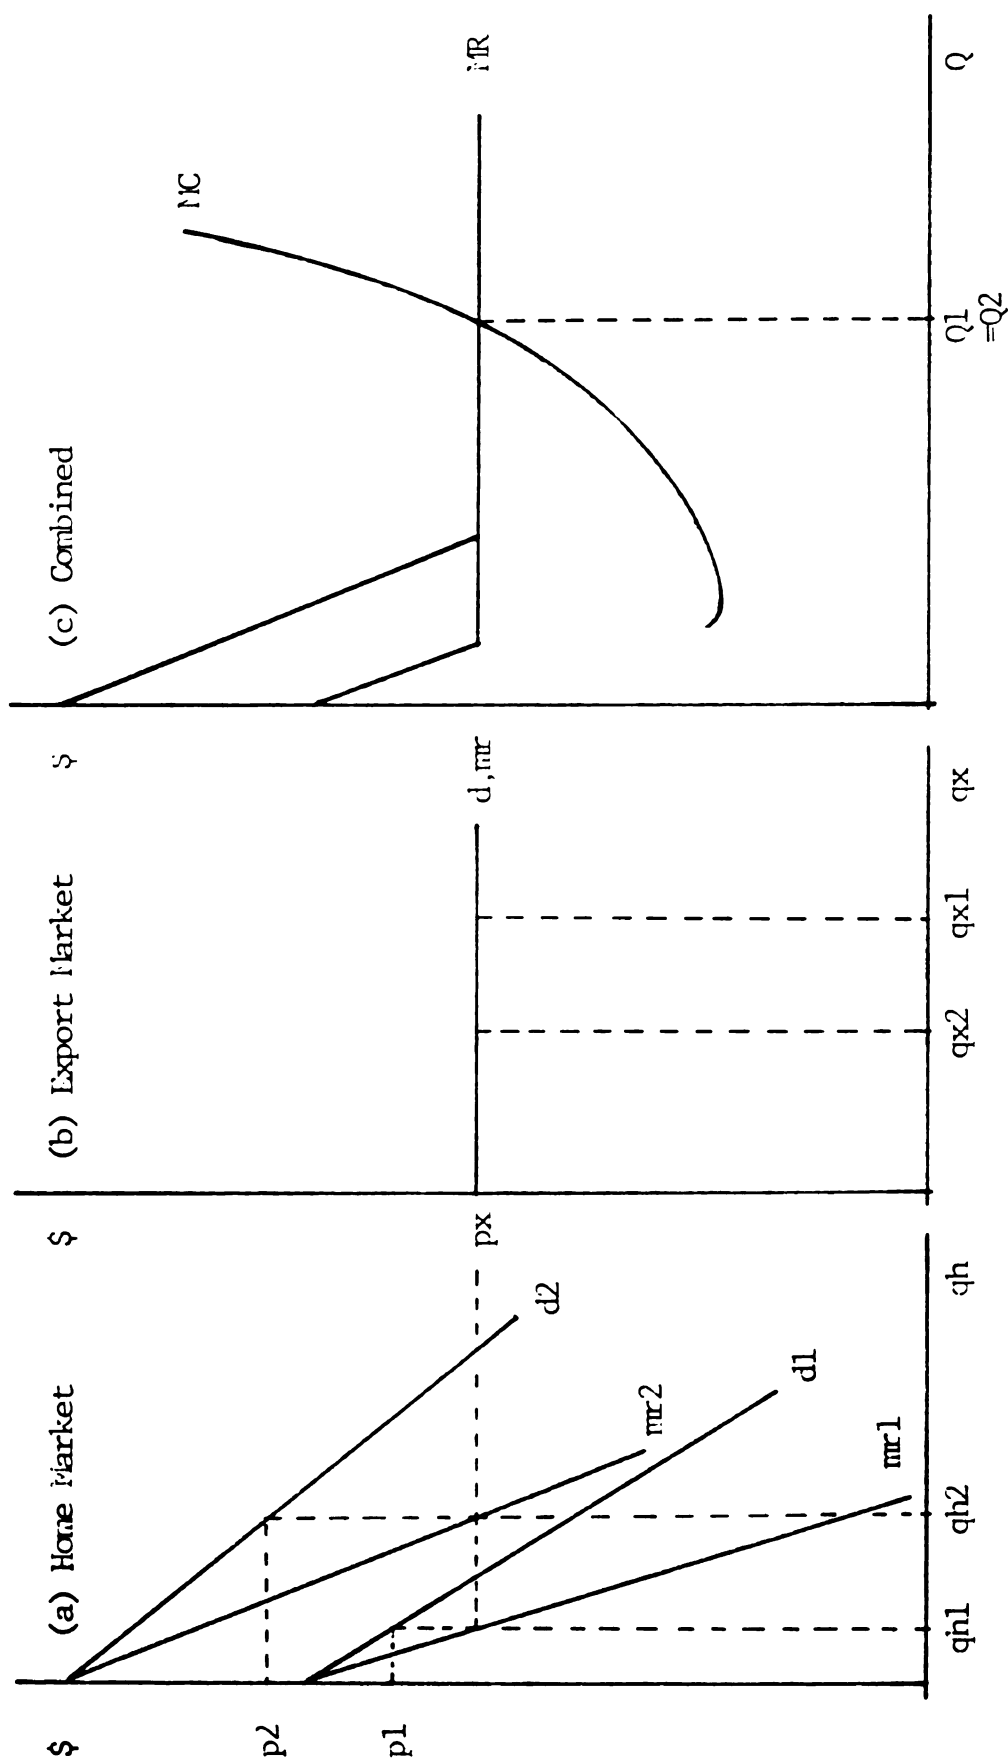 (a) Home Market
$
p2
p1
d2
mr2
d1
mr1
qh1
qh2
qh
(b) Export Market
$
px
d,mr
qx2
qx1
qx
(c) Combined
$
MC
MR
Q1
=Q2
Q